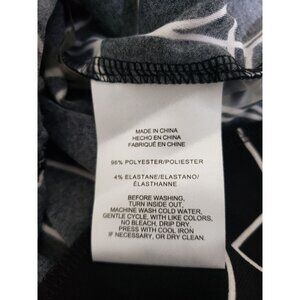 MADE IN CHINA
HECHO EN CHINA
FABRIQUÉ EN CHINE
96% POLYESTER/POLIESTER
4% ELASTANE/ELASTANO/
ÉLASTHANNE
BEFORE WASHING,
TURN INSIDE OUT,
MACHINE WASH COLD WATER,
GENTLE CYCLE, WITH LIKE COLORS,
NO BLEACH, DRIP DRY,
PRESS WITH COOL IRON
IF NECESSARY, OR DRY CLEAN.